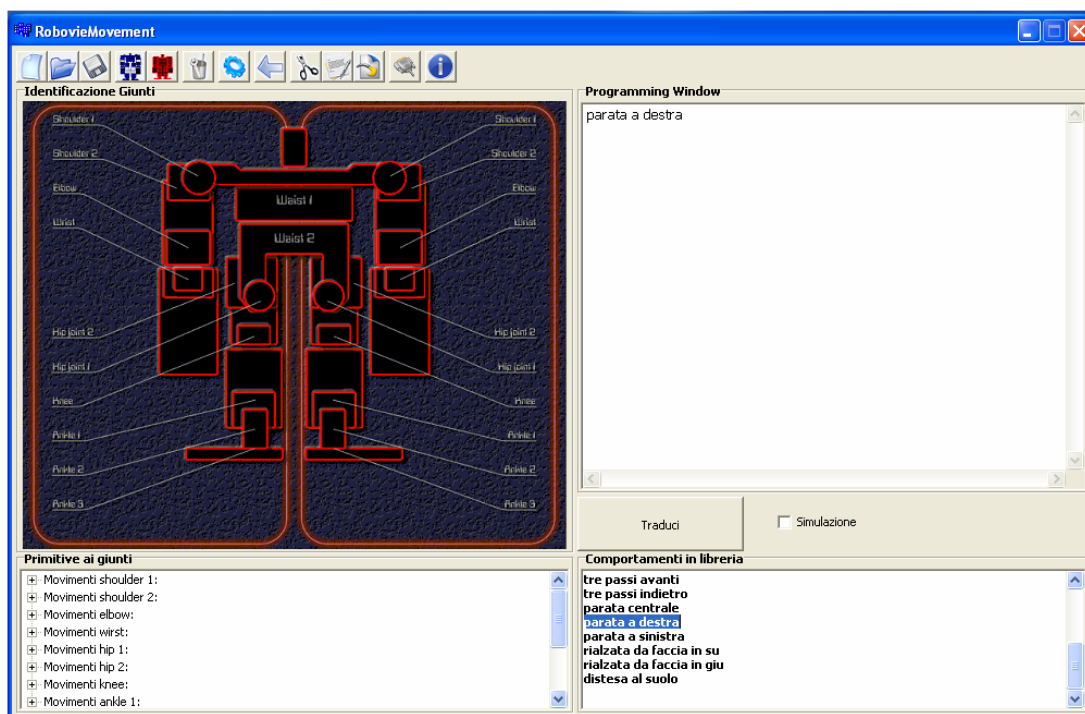 RobovieMovement
Identificazione Giunti
Shoulder 1
Shoulder 2
Elbow
Wrist
Hip joint 2
Hip joint 1
Knee
Ankle 1
Ankle 2
Ankle 3
Waist 1
Waist 2
Shoulder 1
Shoulder 2
Elbow
Wrist
Hip joint 2
Hip joint 1
Knee
Ankle 1
Ankle 2
Ankle 3
Programming Window
parata a destra
Traduci
Simulazione
Primitive ai giunti
Movimenti shoulder 1:
Movimenti shoulder 2:
Movimenti elbow:
Movimenti wirst:
Movimenti hip 1:
Movimenti hip 2:
Movimenti knee:
Movimenti ankle 1:
Comportamenti in libreria
tre passi avanti
tre passi indietro
parata centrale
parata a destra
parata a sinistra
rialzata da faccia in su
rialzata da faccia in giu
distesa al suolo